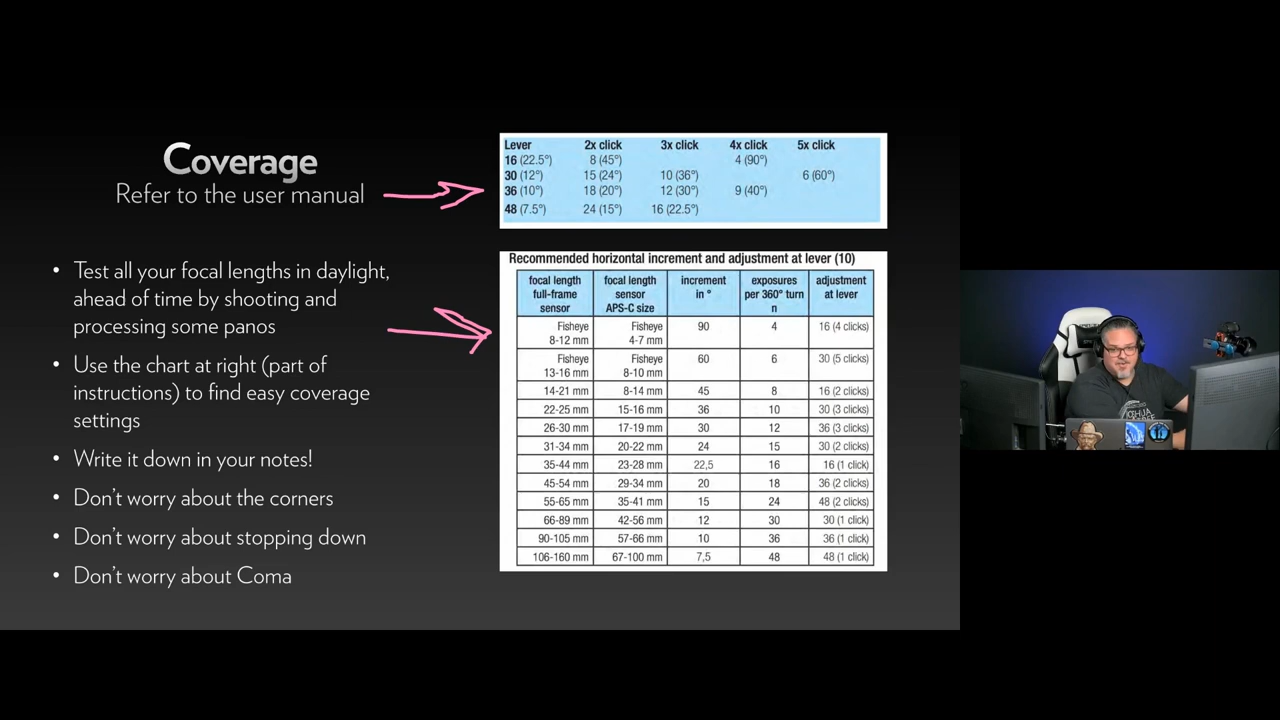 Coverage
Refer to the user manual
• Test all your focal lengths in daylight,
ahead of time by shooting and
processing some panos
• Use the chart at right (part of
instructions) to find easy coverage
settings
• Write it down in your notes!
• Don't worry about the corners
• Don't worry about stopping down
• Don't worry about Coma
Lever 2x click 3x click 4x click 5x click
16 (22.5°) 8 (45°) 4 (90°)
30 (12°) 15 (24°) 10 (36°) 6 (60°)
36 (10°) 18 (20°) 12 (30°) 9 (40°)
48 (7.5°) 24 (15°) 16 (22.5°)
Recommended horizontal increment and adjustment at lever (10)
focal length focal length increment exposures adjustment
full-frame sensor in ° per 360° turn at lever
sensor APS-C size n
Fisheye Fisheye 90 4 16 (4 clicks)
8-12 mm 4-7 mm
Fisheye Fisheye 60 6 30 (5 clicks)
13-16 mm 8-10 mm
14-21 mm 8-14 mm 45 8 16 (2 clicks)
22-25 mm 15-16 mm 36 10 30 (3 clicks)
26-30 mm 17-19 mm 30 12 36 (3 clicks)
31-34 mm 20-22 mm 24 15 30 (2 clicks)
35-44 mm 23-28 mm 22,5 16 16 (1 click)
45-54 mm 29-34 mm 20 18 36 (2 clicks)
55-65 mm 35-41 mm 15 24 48 (2 clicks)
66-89 mm 42-56 mm 12 30 30 (1 click)
90-105 mm 57-66 mm 10 36 36 (1 click)
106-160 mm 67-100 mm 7,5 48 48 (1 click)